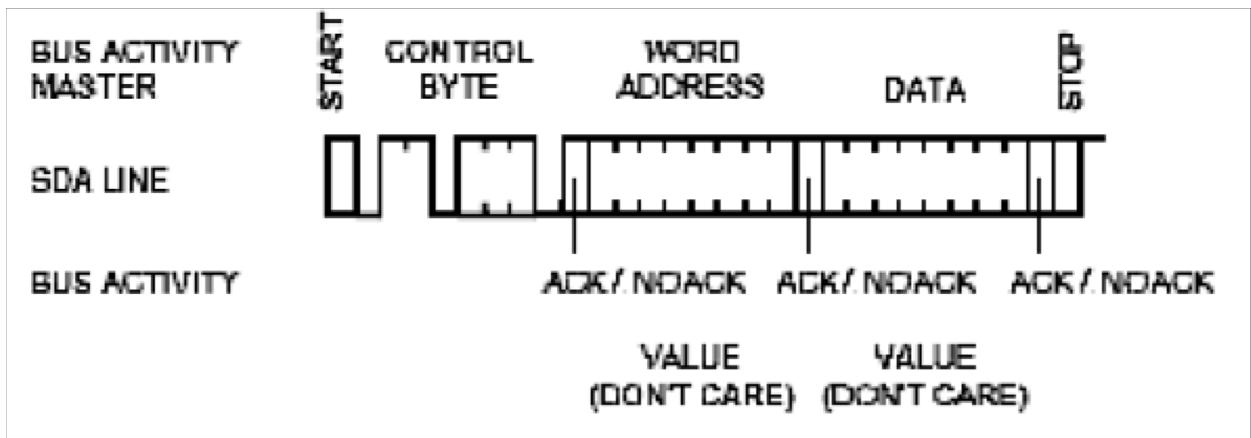 BUS ACTIVITY
MASTER
START
CONTROL
BYTE
WORD
ADDRESS
DATA
STOP
SDA LINE
BUS ACTIVITY
ACK / NOACK
ACK / NOACK
ACK / NOACK
VALUE
(DON'T CARE)
VALUE
(DON'T CARE)